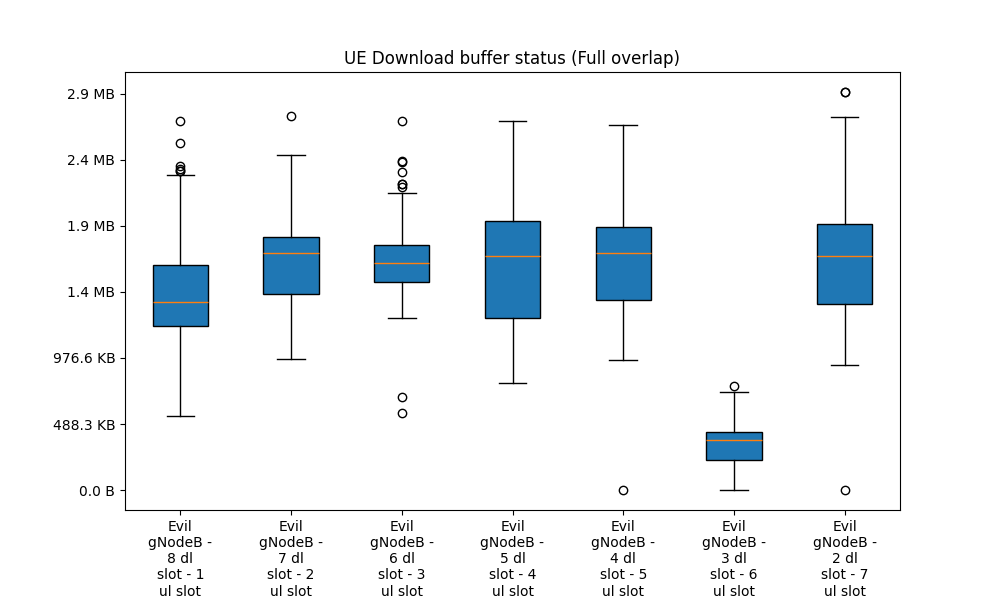 UE Download buffer status (Full overlap)
2.9 MB
2.4 MB
1.9 MB
1.4 MB
976.6 KB
488.3 KB
0.0 B
Evil
gNodeB -
8 dl
slot - 1
ul slot
Evil
gNodeB -
7 dl
slot - 2
ul slot
Evil
gNodeB -
6 dl
slot - 3
ul slot
Evil
gNodeB -
5 dl
slot - 4
ul slot
Evil
gNodeB -
4 dl
slot - 5
ul slot
Evil
gNodeB -
3 dl
slot - 6
ul slot
Evil
gNodeB -
2 dl
slot - 7
ul slot